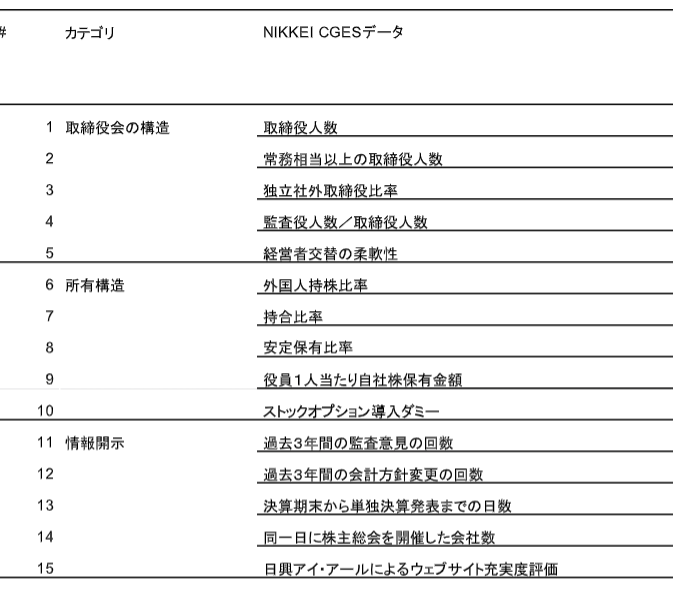 # カテゴリ NIKKEI CGESデータ
1 取締役会の構造 取締役人数
2 常務相当以上の取締役人数
3 独立社外取締役比率
4 監査役人数／取締役人数
5 経営者交替の柔軟性
6 所有構造 外国人持株比率
7 持合比率
8 安定保有比率
9 役員1人当たり自社株保有金額
10 ストックオプション導入ダミー
11 情報開示 過去3年間の監査意見の回数
12 過去3年間の会計方針変更の回数
13 決算期末から単独決算発表までの日数
14 同一日に株主総会を開催した会社数
15 日興アイ・アールによるウェブサイト充実度評価